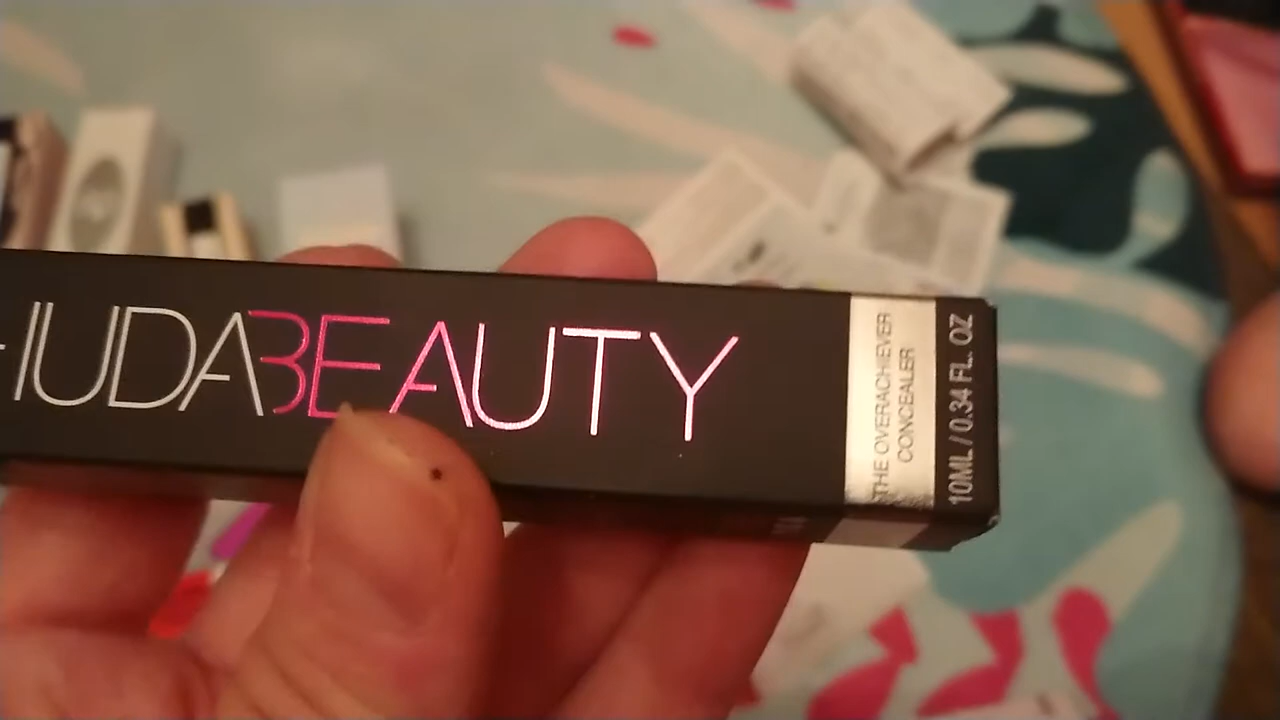 HUDABEAUTY
THE OVERACHIEVER
CONCEALER
10ML / 0.34 FL. OZ